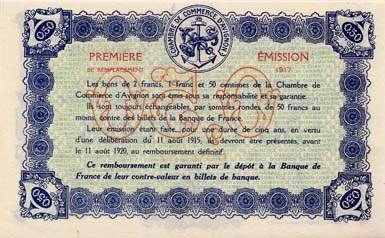 CHAMBRE DE COMMERCE D'AVIGNON
0,50
0,50
PREMIÈRE ÉMISSION
DE REMPLACEMENT 1917
Les bons de 2 francs, 1 franc et 50 centimes de la Chambre de
Commerce d'Avignon sont émis sous sa responsabilité et sa garantie.
Ils sont toujours échangeables, par sommes rondes de 50 francs au
moins, contre des billets de la Banque de France.
Leur émission étant faite pour une durée de cinq ans, en vertu
d'une délibération du 11 août 1915, ils devront être présentés, avant
le 11 août 1920, au remboursement définitif.
Ce remboursement est garanti par le dépôt à la Banque de
France de leur contre-valeur en billets de banque.
0,50
0,50